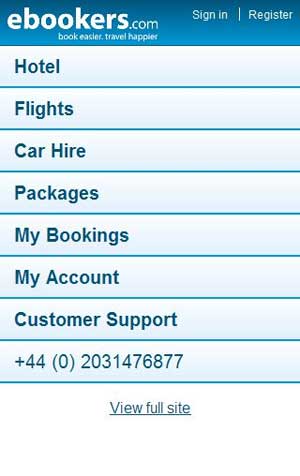 ebookers.com
book easier. travel happier
Sign in | Register
Hotel
Flights
Car Hire
Packages
My Bookings
My Account
Customer Support
+44 (0) 2031476877
View full site